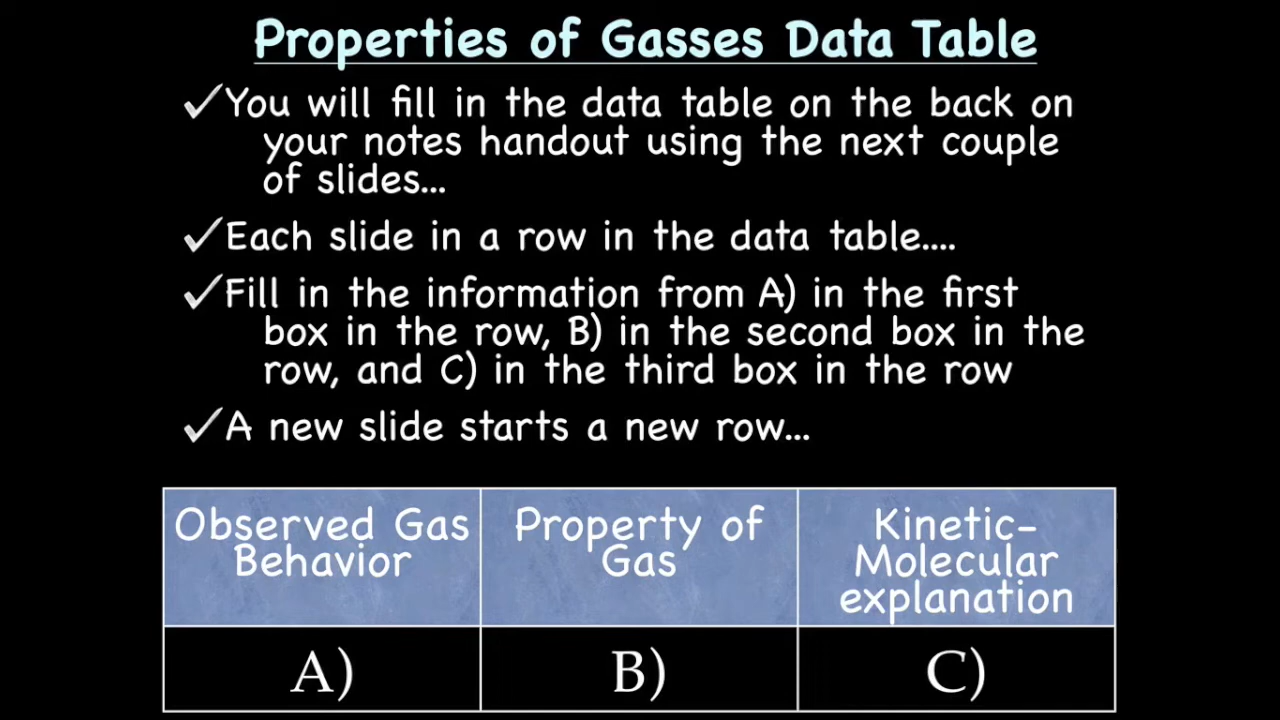 Properties of Gasses Data Table
✓You will fill in the data table on the back on
your notes handout using the next couple
of slides...
✓Each slide in a row in the data table....
✓Fill in the information from A) in the first
box in the row, B) in the second box in the
row, and C) in the third box in the row
✓A new slide starts a new row...
Observed Gas
Behavior
Property of
Gas
Kinetic-
Molecular
explanation
A)
B)
C)